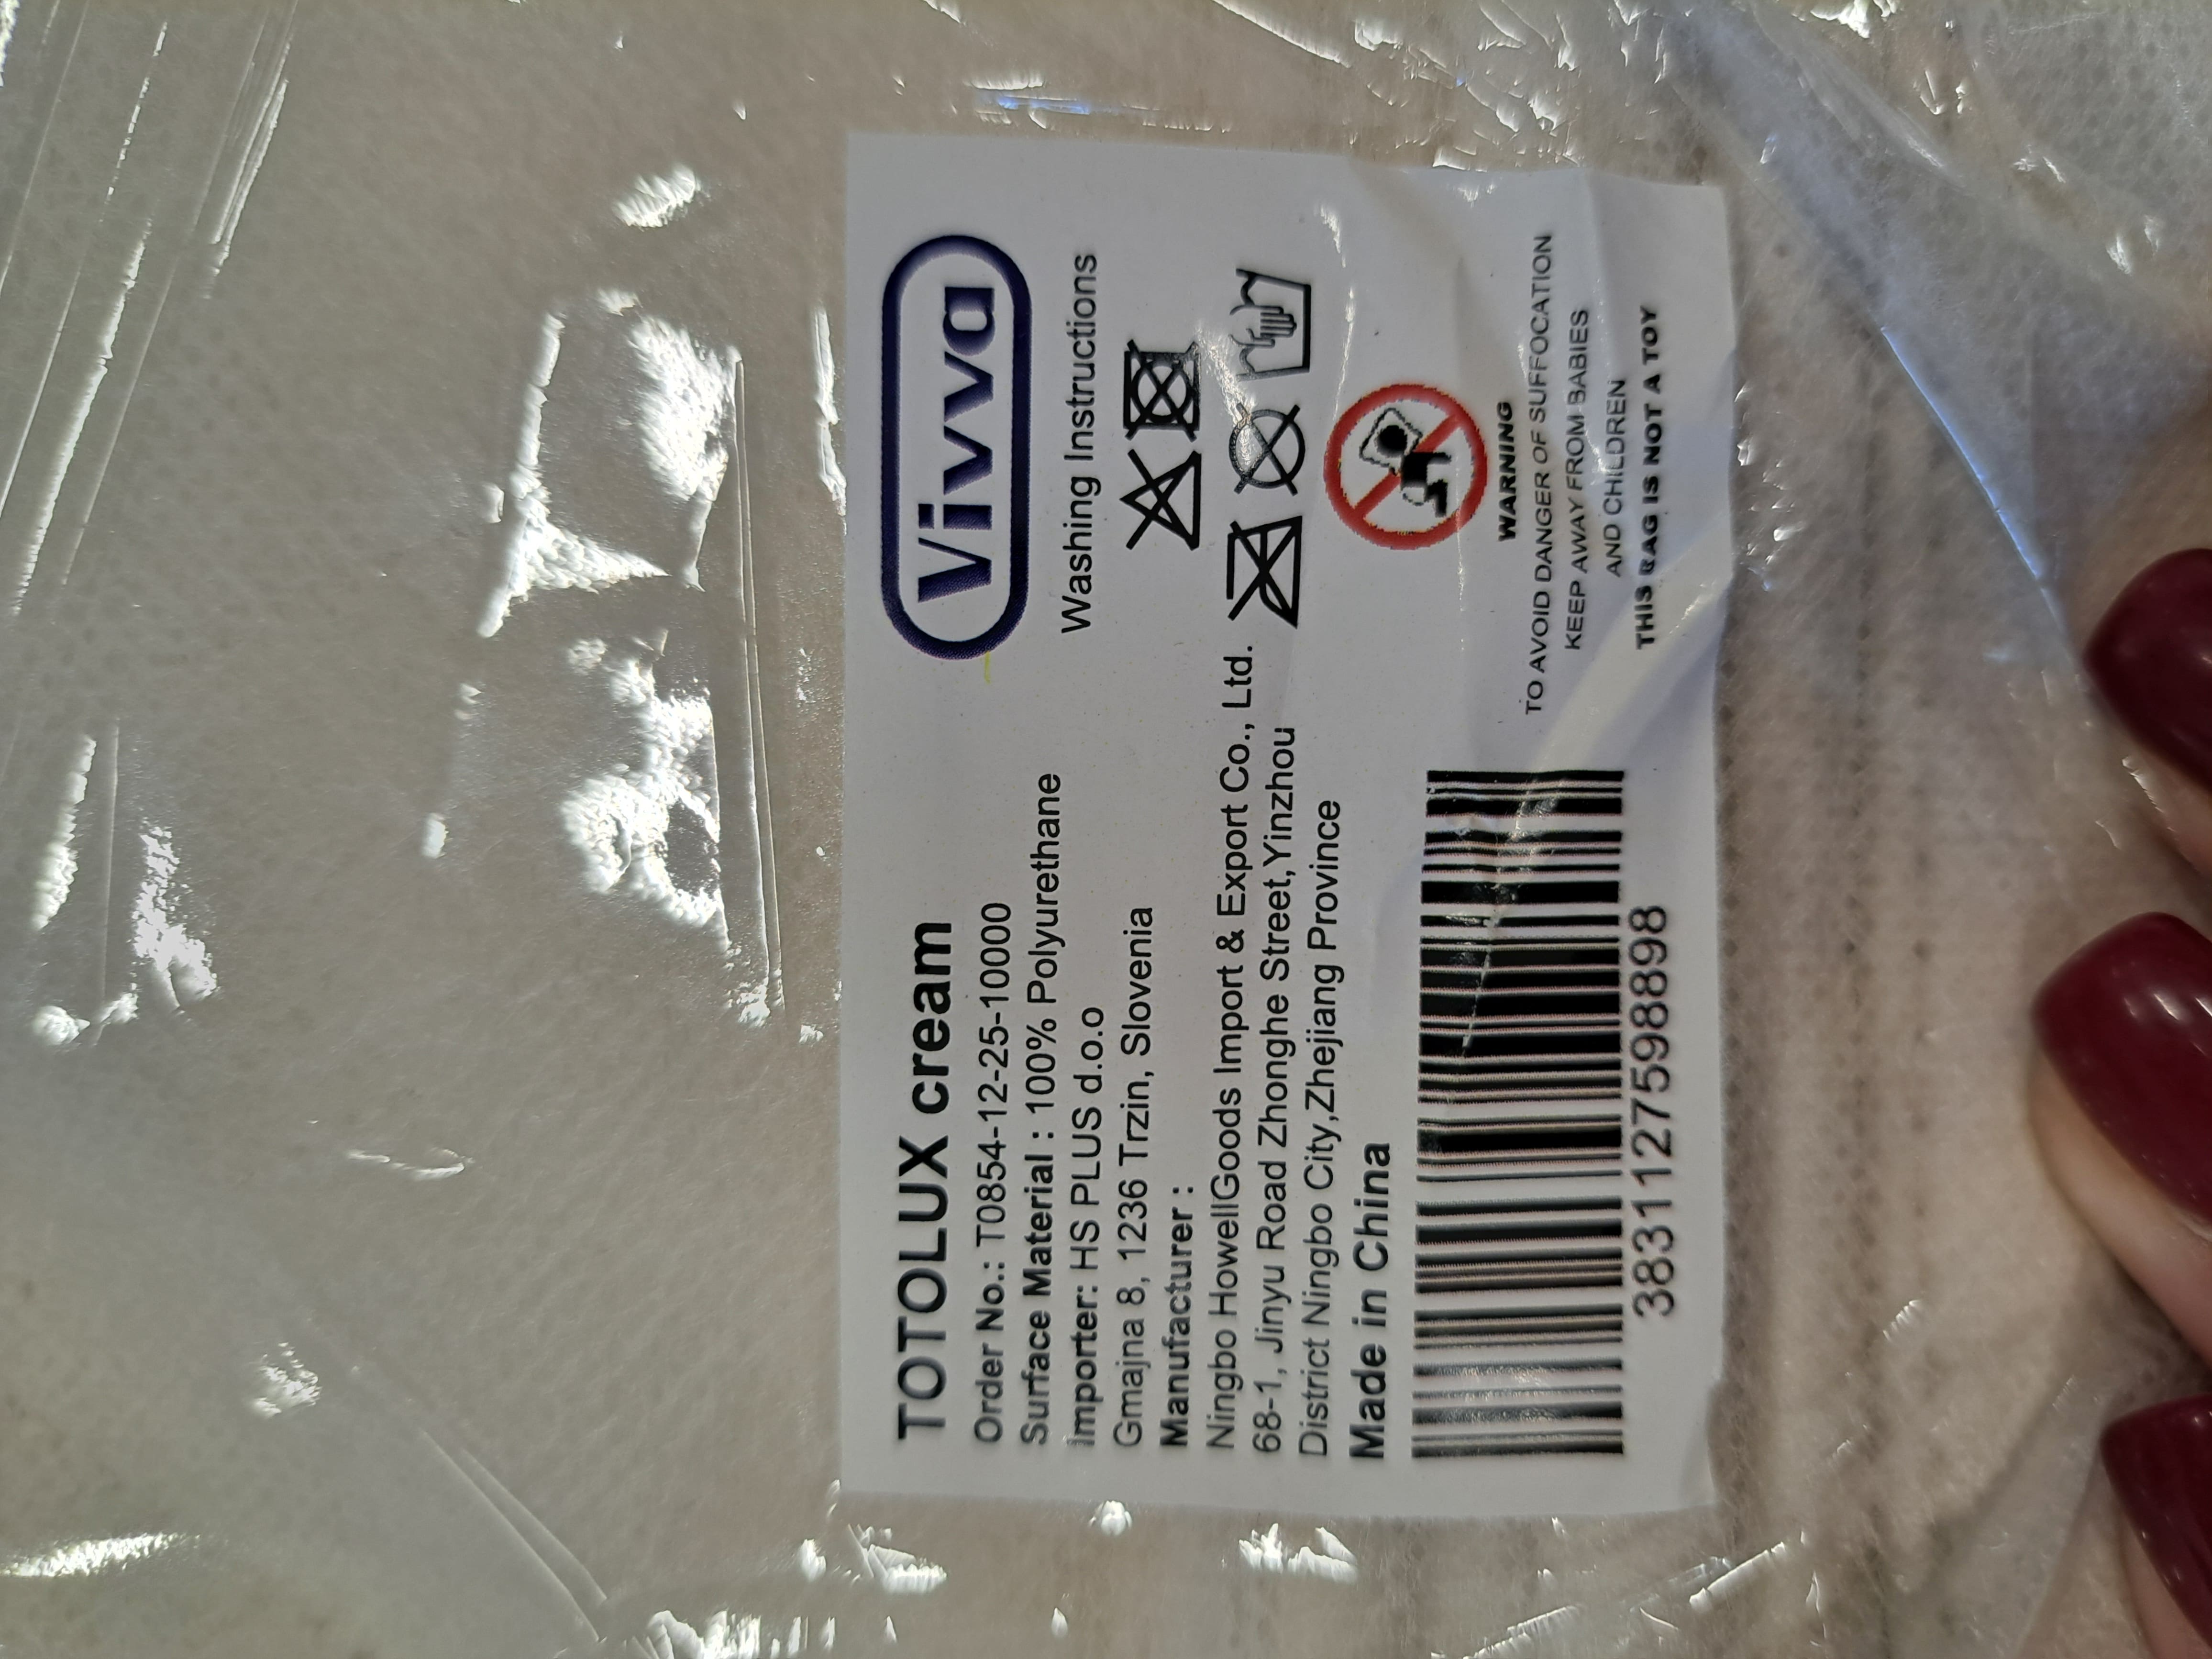 TOTOLUX cream
Order No.: T0854-12-25-10000
Surface Material : 100% Polyurethane
Importer: HS PLUS d.o.o
Gmajna 8, 1236 Trzin, Slovenia
Manufacturer :
Ningbo HowellGoods Import & Export Co., Ltd.
68-1, Jinyu Road Zhonghe Street,Yinzhou
District Ningbo City,Zhejiang Province
Made in China
3831127598898
Vivva
Washing Instructions
WARNING
TO AVOID DANGER OF SUFFOCATION
KEEP AWAY FROM BABIES
AND CHILDREN
THIS BAG IS NOT A TOY